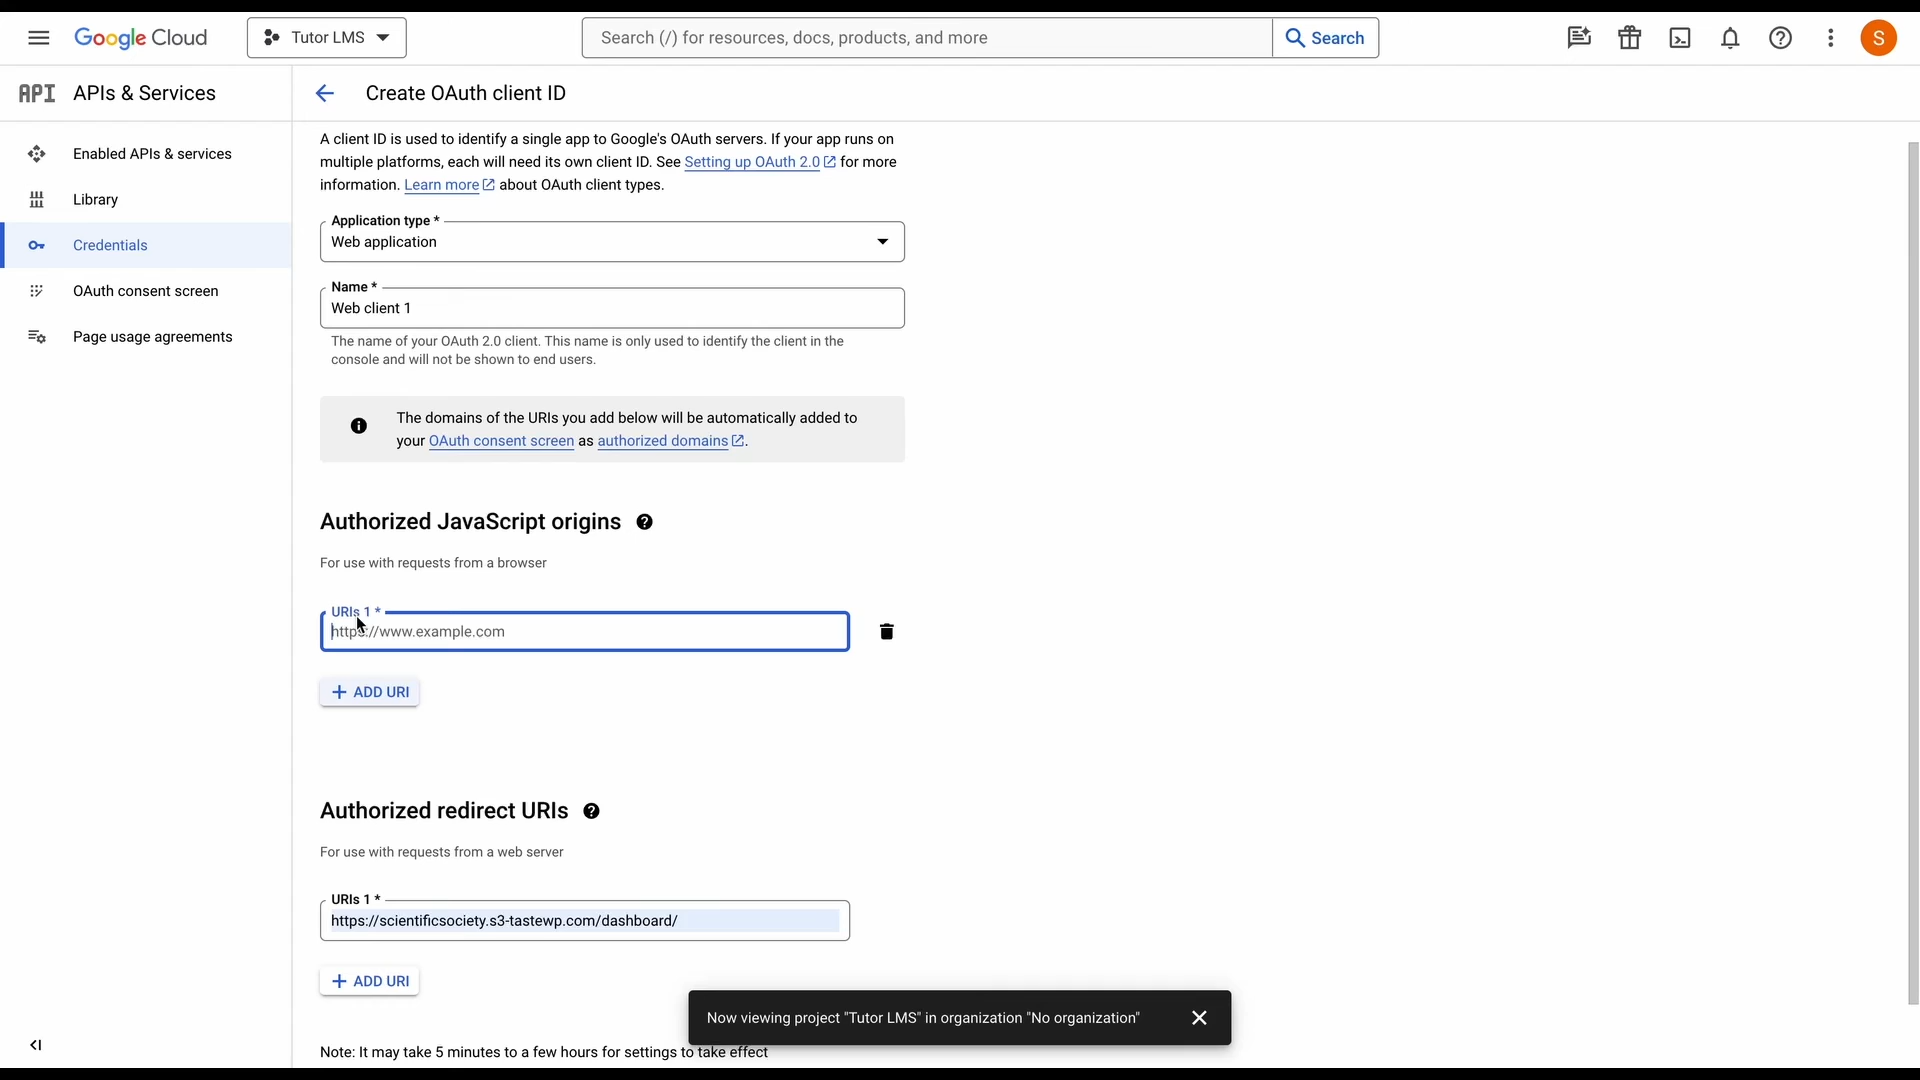 Google Cloud
Tutor LMS
Search (/) for resources, docs, products, and more
Search
S
API APIs & Services
Create OAuth client ID
Enabled APIs & services
Library
Credentials
OAuth consent screen
Page usage agreements
A client ID is used to identify a single app to Google's OAuth servers. If your app runs on
multiple platforms, each will need its own client ID. See Setting up OAuth 2.0 for more
information. Learn more about OAuth client types.
Application type *
Web application
Name *
Web client 1
The name of your OAuth 2.0 client. This name is only used to identify the client in the
console and will not be shown to end users.
The domains of the URIs you add below will be automatically added to
your OAuth consent screen as authorized domains.
Authorized JavaScript origins
For use with requests from a browser
URIs 1 *
https://www.example.com
+ ADD URI
Authorized redirect URIs
For use with requests from a web server
URIs 1 *
https://scientificsociety.s3-tastewp.com/dashboard/
+ ADD URI
Now viewing project "Tutor LMS" in organization "No organization"
Note: It may take 5 minutes to a few hours for settings to take effect